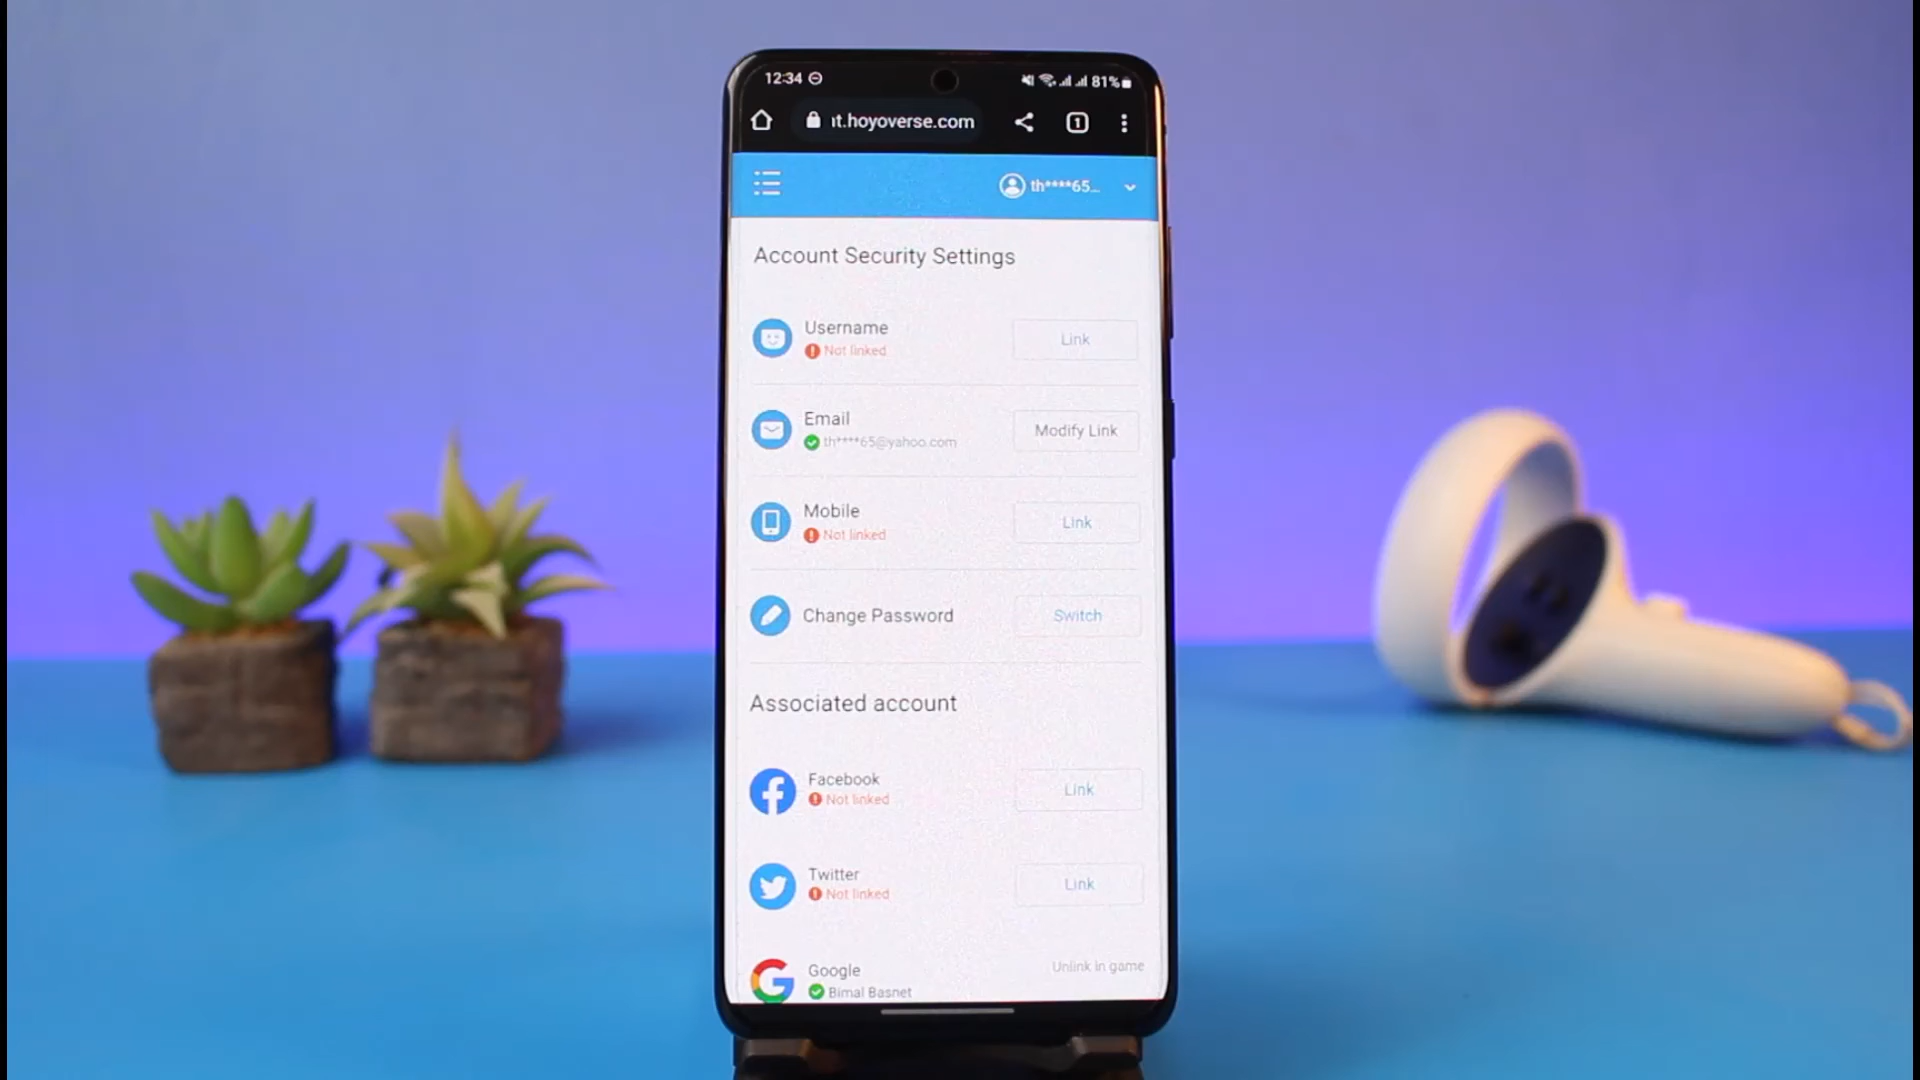 12:34
81%
1t.hoyoverse.com
1
th****65...
Account Security Settings
Username
Not linked
Link
Email
th****65@yahoo.com
Modify Link
Mobile
Not linked
Link
Change Password
Switch
Associated account
Facebook
Not linked
Link
Twitter
Not linked
Link
Google
Bimal Basnet
Unlink in game